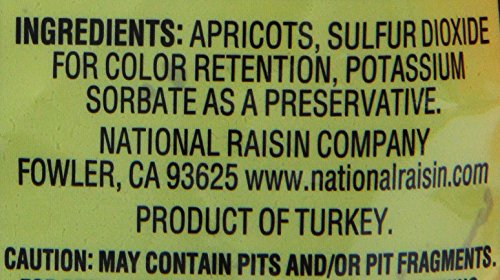 INGREDIENTS: APRICOTS, SULFUR DIOXIDE
FOR COLOR RETENTION, POTASSIUM
SORBATE AS A PRESERVATIVE.
NATIONAL RAISIN COMPANY
FOWLER, CA 93625 www.nationalraisin.com
PRODUCT OF TURKEY.
CAUTION: MAY CONTAIN PITS AND/OR PIT FRAGMENTS.